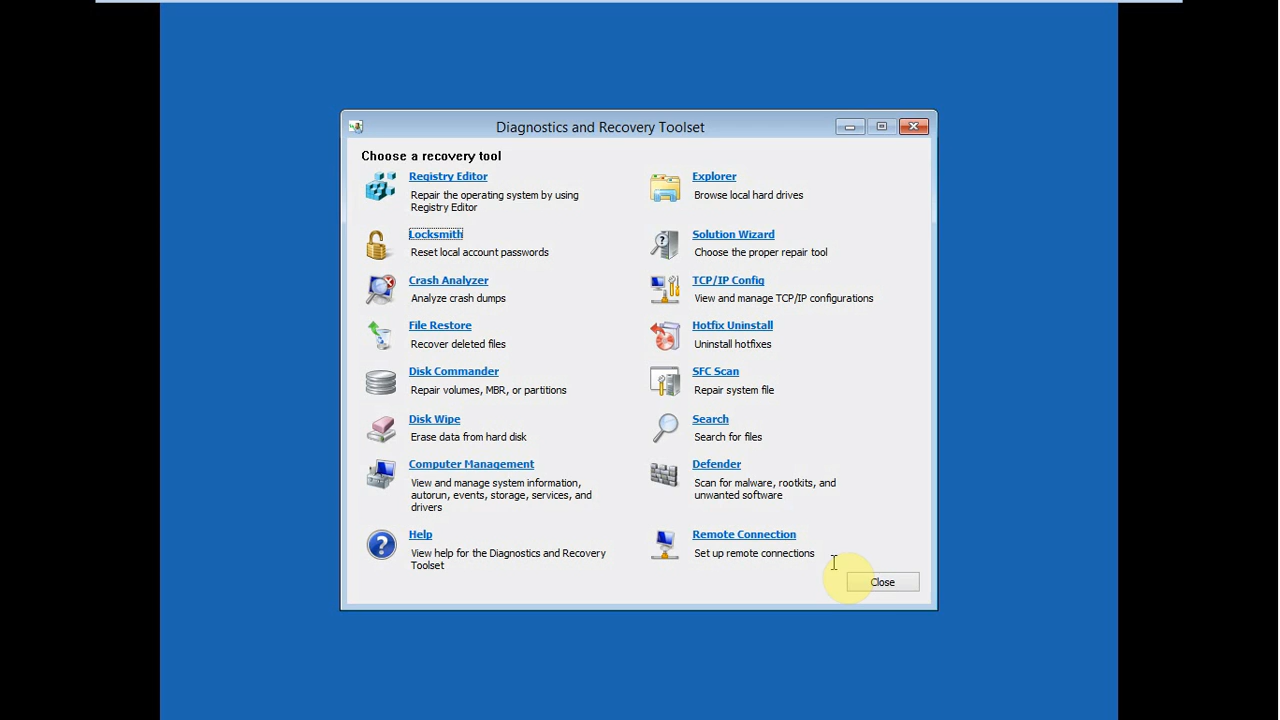 Diagnostics and Recovery Toolset
Choose a recovery tool
Registry Editor
Repair the operating system by using
Registry Editor
Locksmith
Reset local account passwords
Crash Analyzer
Analyze crash dumps
File Restore
Recover deleted files
Disk Commander
Repair volumes, MBR, or partitions
Disk Wipe
Erase data from hard disk
Computer Management
View and manage system information,
autorun, events, storage, services, and
drivers
Help
View help for the Diagnostics and Recovery
Toolset
Explorer
Browse local hard drives
Solution Wizard
Choose the proper repair tool
TCP/IP Config
View and manage TCP/IP configurations
Hotfix Uninstall
Uninstall hotfixes
SFC Scan
Repair system file
Search
Search for files
Defender
Scan for malware, rootkits, and
unwanted software
Remote Connection
Set up remote connections
Close